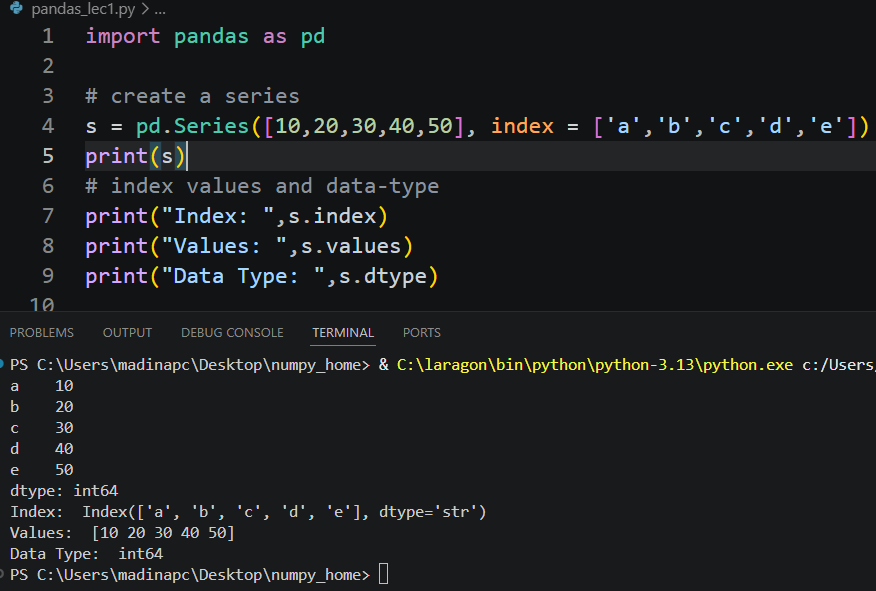 pandas_lec1.py > ...
1 import pandas as pd
2
3 # create a series
4 s = pd.Series([10,20,30,40,50], index = ['a','b','c','d','e'])
5 print(s)
6 # index values and data-type
7 print("Index: ",s.index)
8 print("Values: ",s.values)
9 print("Data Type: ",s.dtype)
10
PROBLEMS OUTPUT DEBUG CONSOLE TERMINAL PORTS
PS C:\Users\madinapc\Desktop\numpy_home> & C:\laragon\bin\python\python-3.13\python.exe c:/Users/
a    10
b    20
c    30
d    40
e    50
dtype: int64
Index:  Index(['a', 'b', 'c', 'd', 'e'], dtype='str')
Values:  [10 20 30 40 50]
Data Type:  int64
PS C:\Users\madinapc\Desktop\numpy_home>